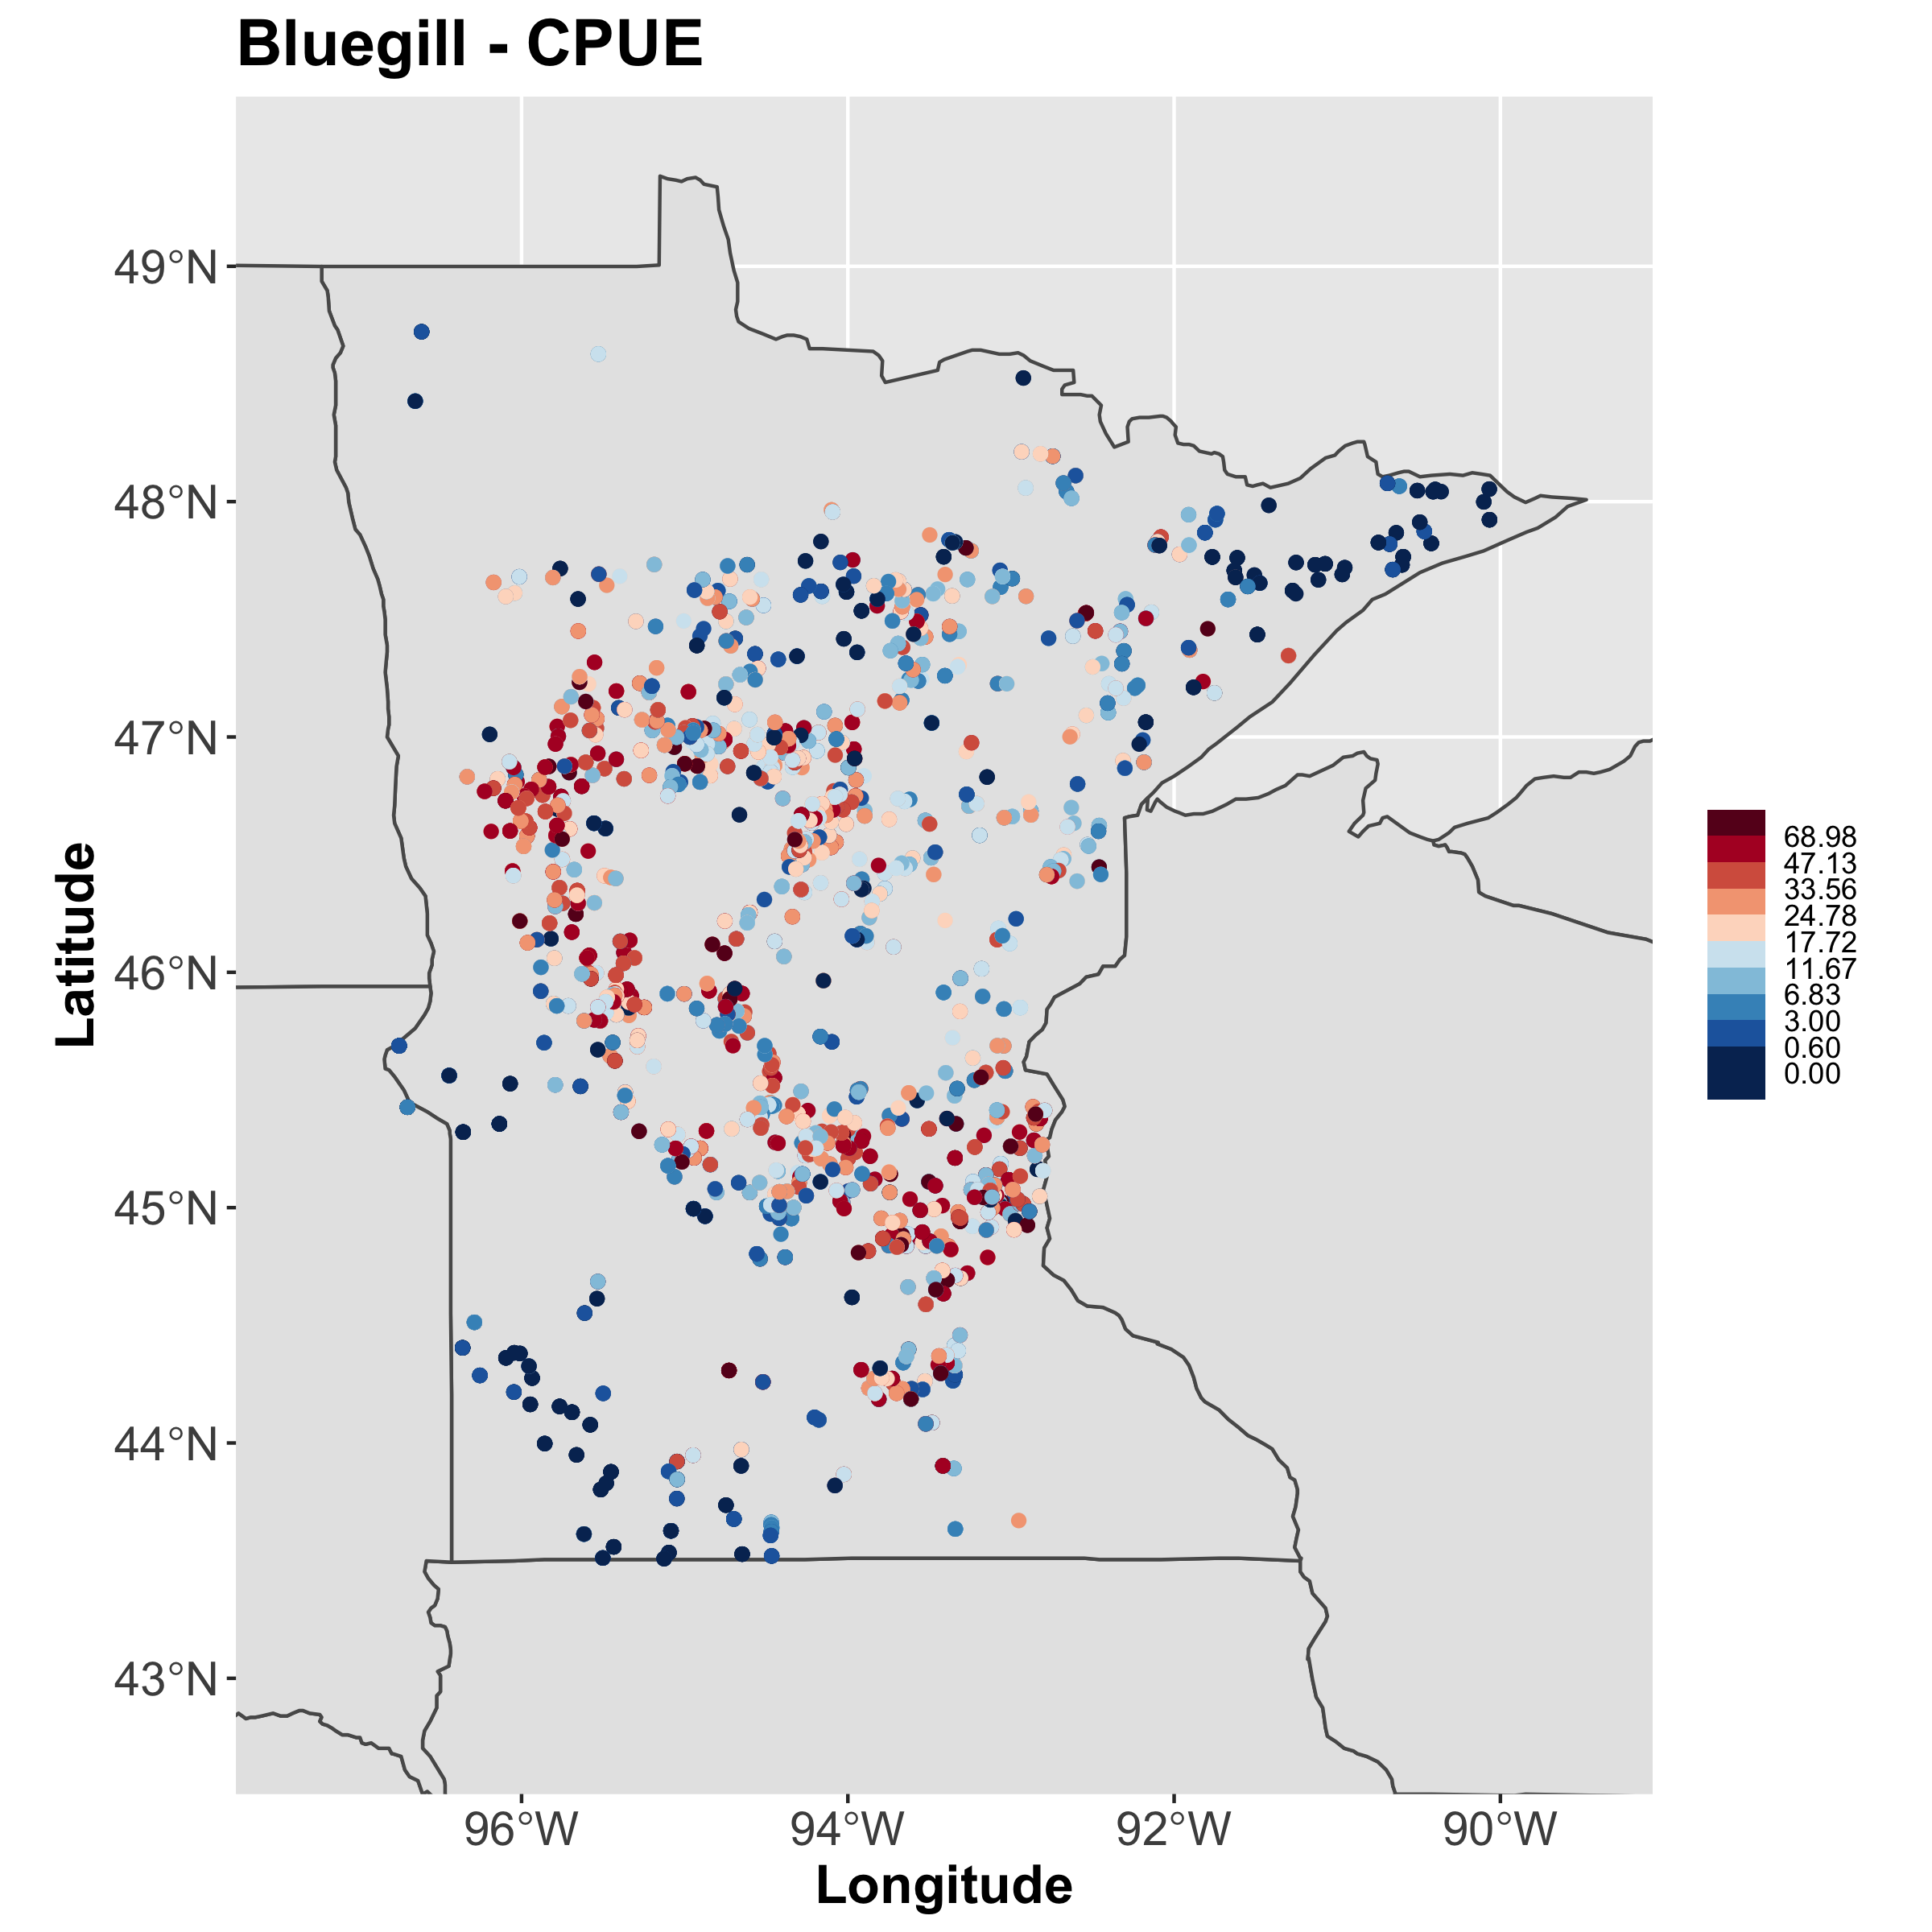 Bluegill - CPUE
Latitude
49°N
48°N
47°N
46°N
45°N
44°N
43°N
96°W
94°W
92°W
90°W
Longitude
68.98
47.13
33.56
24.78
17.72
11.67
6.83
3.00
0.60
0.00